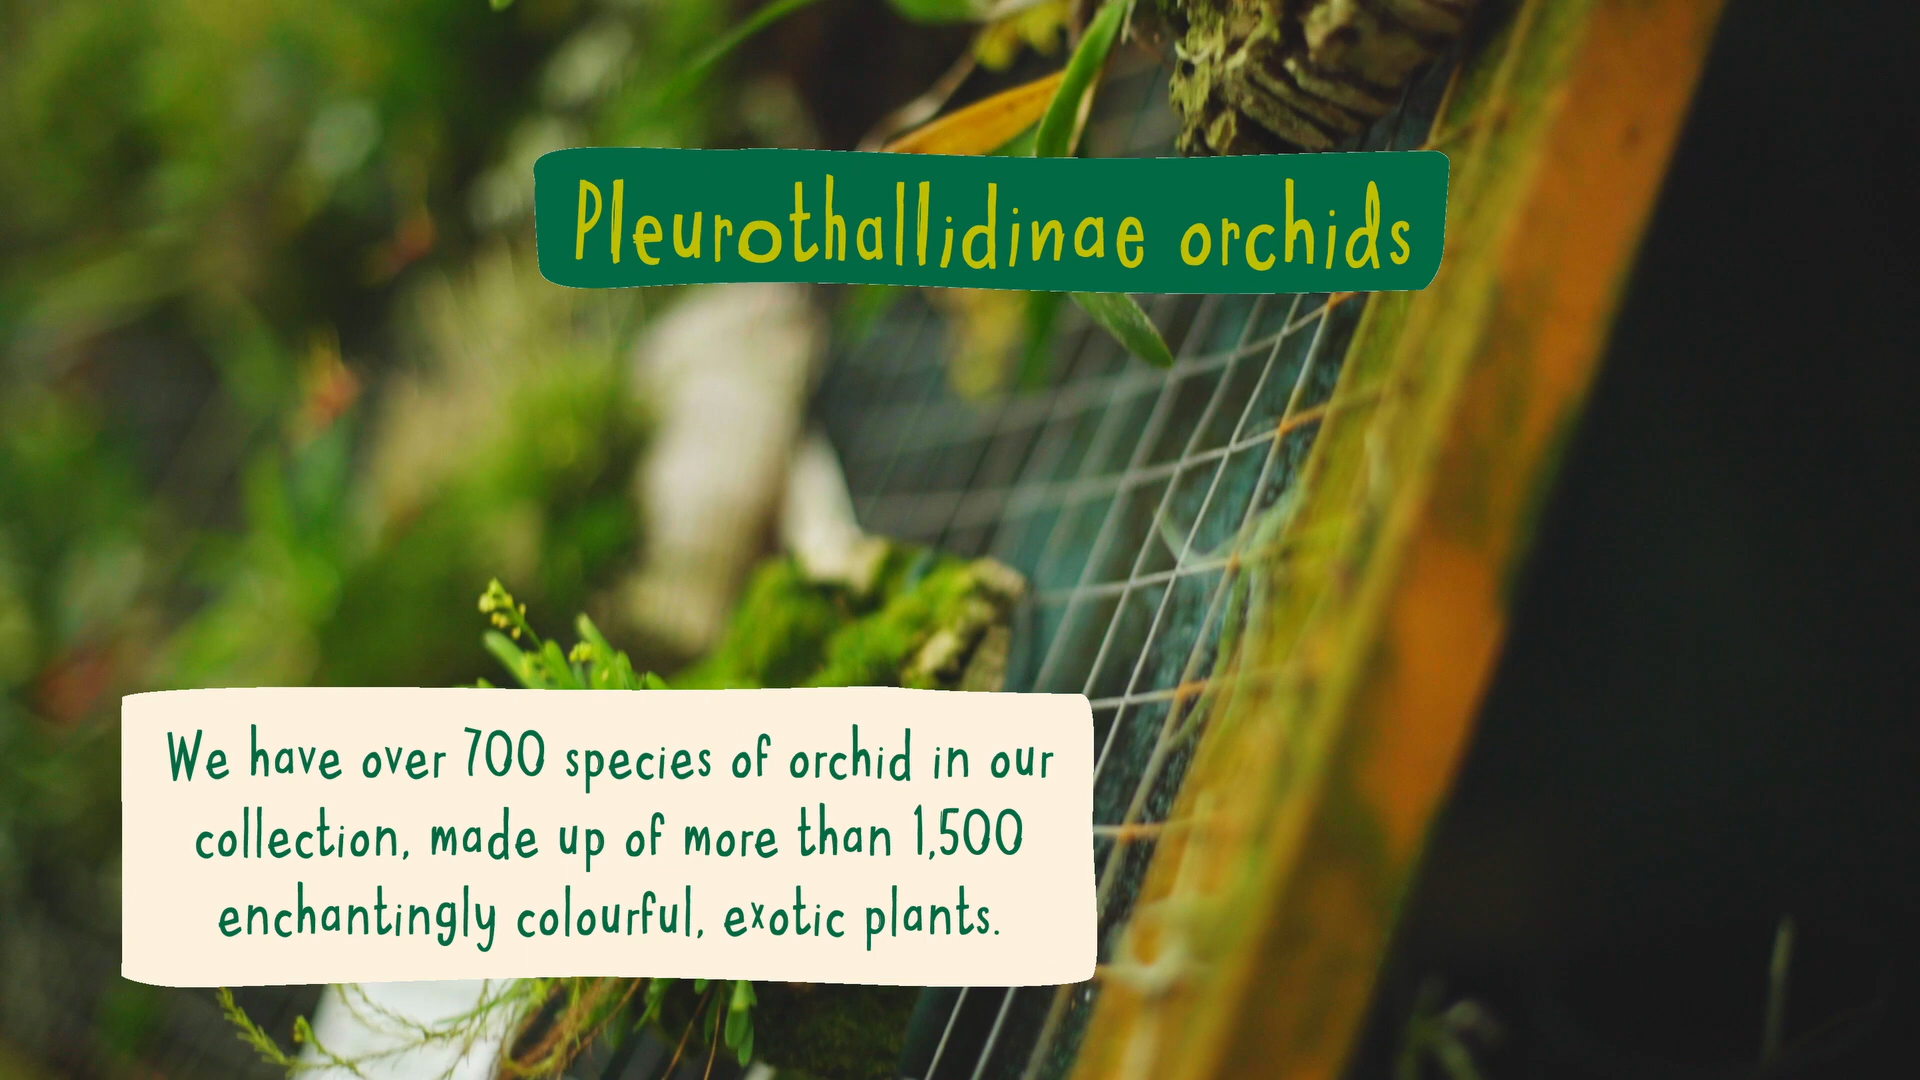 Pleurothallidinae orchids
We have over 700 species of orchid in our
collection, made up of more than 1,500
enchantingly colourful, exotic plants.